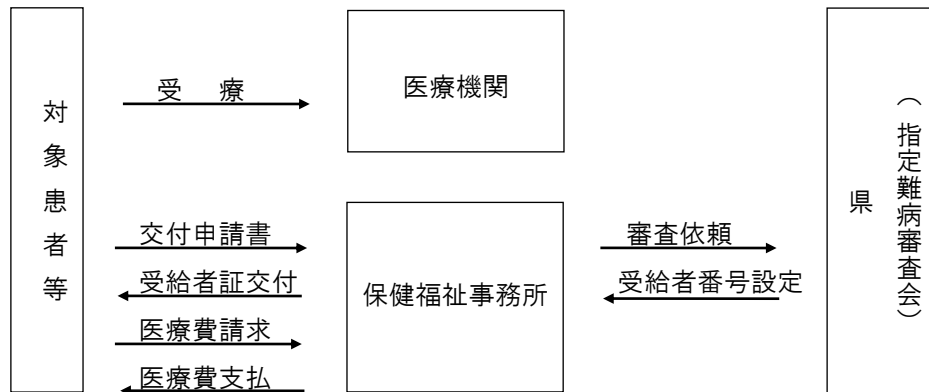 対象患者等
受　療
医療機関
交付申請書
受給者証交付
医療費請求
医療費支払
保健福祉事務所
審査依頼
受給者番号設定
県
（指定難病審査会）